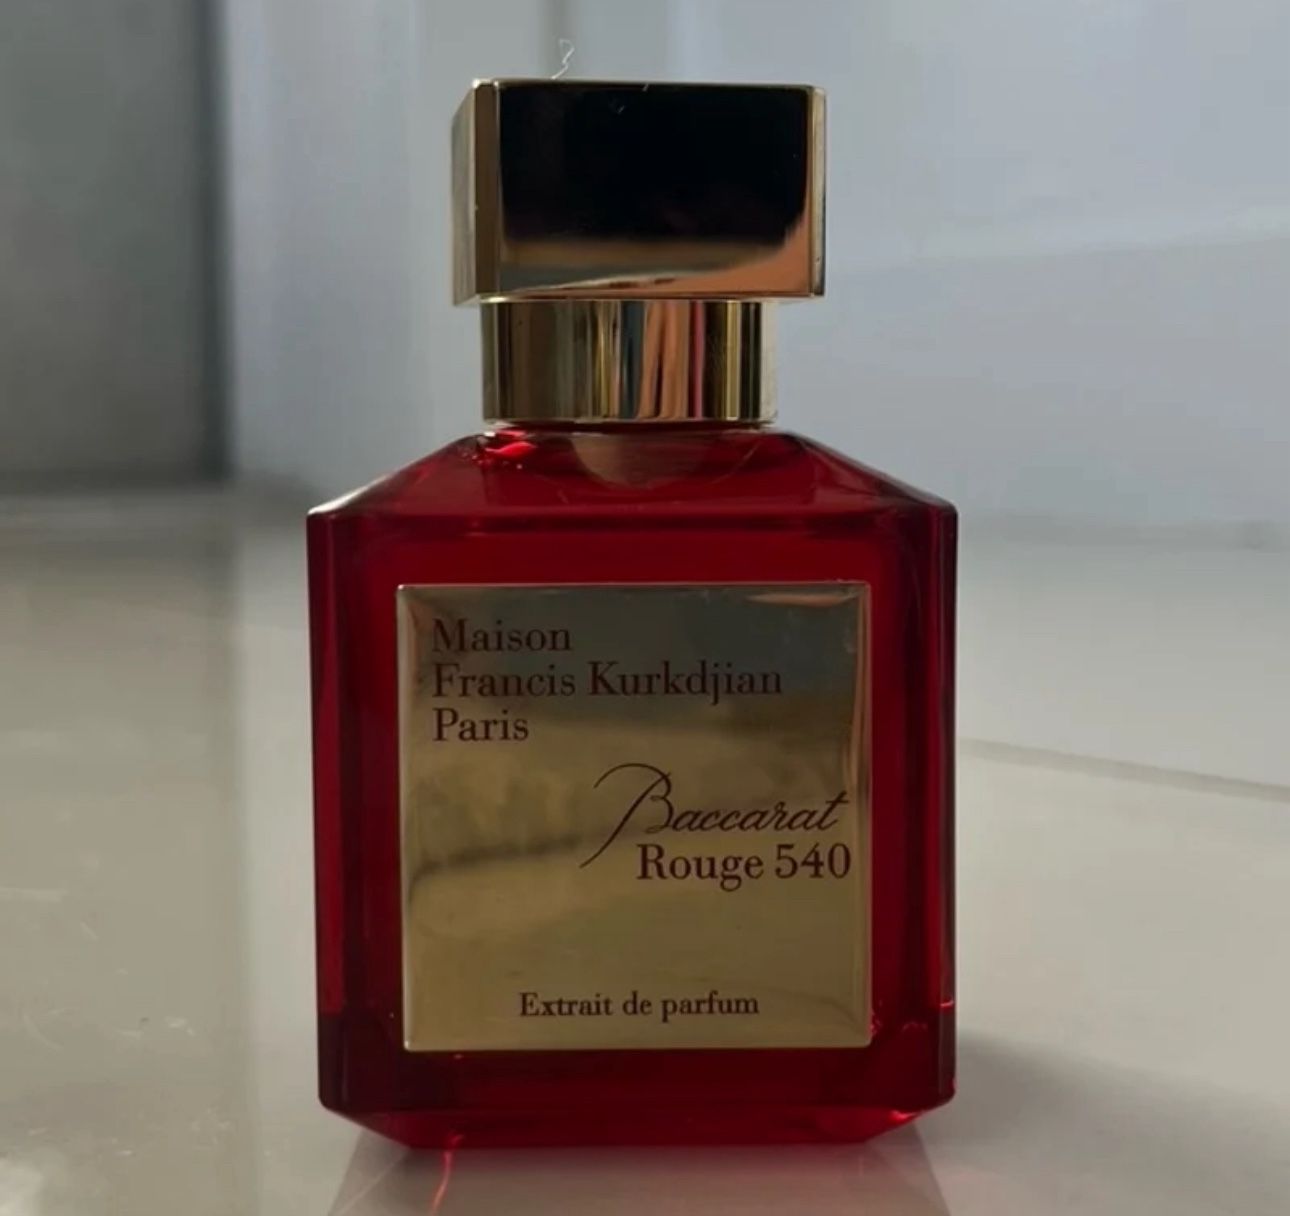 Maison
Francis Kurkdjian
Paris
Baccarat
Rouge 540
Extrait de parfum